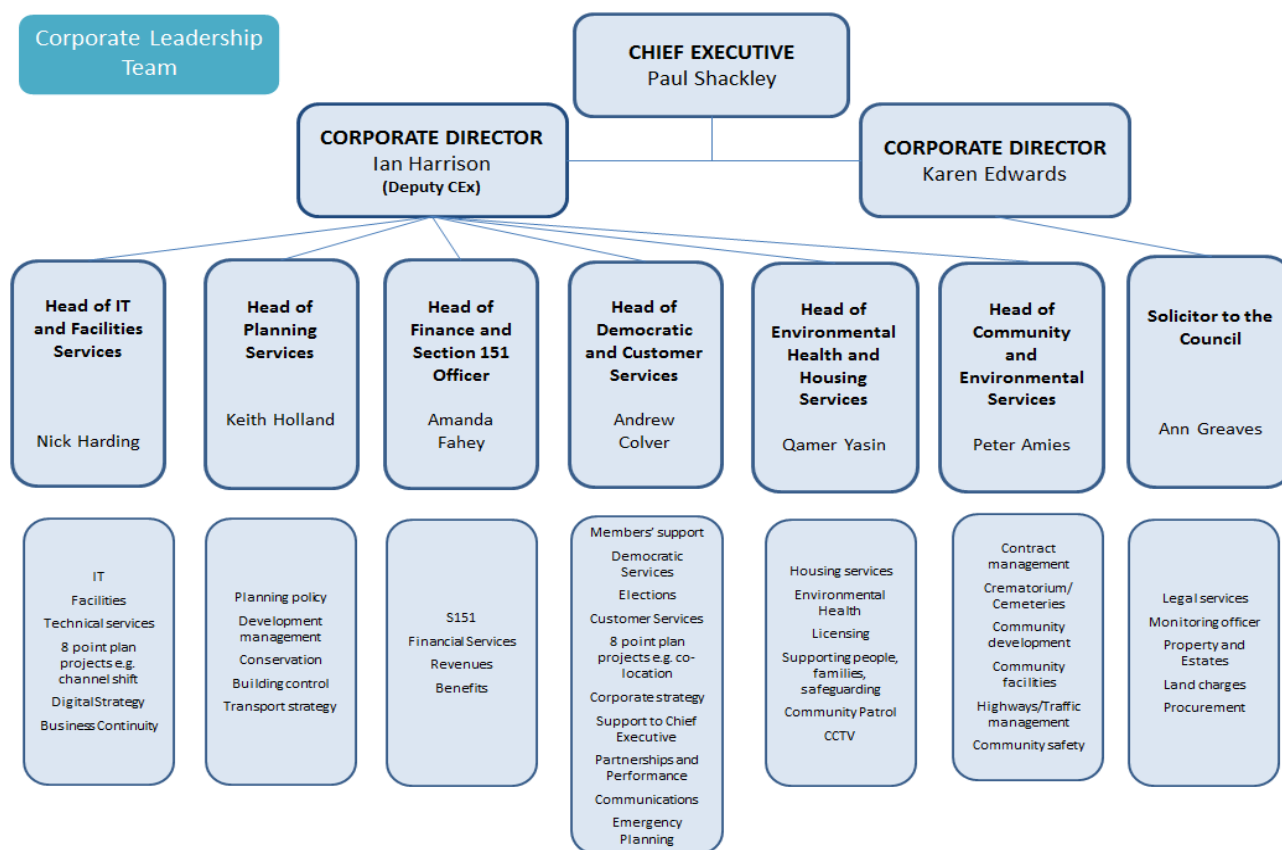 Corporate Leadership
Team
CHIEF EXECUTIVE
Paul Shackley
CORPORATE DIRECTOR
Ian Harrison
(Deputy CEx)
CORPORATE DIRECTOR
Karen Edwards
Head of IT
and Facilities
Services
Nick Harding
Head of
Planning
Services
Keith Holland
Head of
Finance and
Section 151
Officer
Amanda
Fahey
Head of
Democratic
and Customer
Services
Andrew
Colver
Head of
Environmental
Health and
Housing
Services
Qamer Yasin
Head of
Community
and
Environmental
Services
Peter Amies
Solicitor to the
Council
Ann Greaves
IT
Facilities
Technical services
8 point plan
projects e.g.
channel shift
Digital Strategy
Business Continuity
Planning policy
Development
management
Conservation
Building control
Transport strategy
S151
Financial Services
Revenues
Benefits
Members' support
Democratic
Services
Elections
Customer Services
8 point plan
projects e.g. co-
location
Corporate strategy
Support to Chief
Executive
Partnerships and
Performance
Communications
Emergency
Planning
Housing services
Environmental
Health
Licensing
Supporting people,
families,
safeguarding
Community Patrol
CCTV
Contract
management
Crematorium/
Cemeteries
Community
development
Community
facilities
Highways/Traffic
management
Community safety
Legal services
Monitoring officer
Property and
Estates
Land charges
Procurement